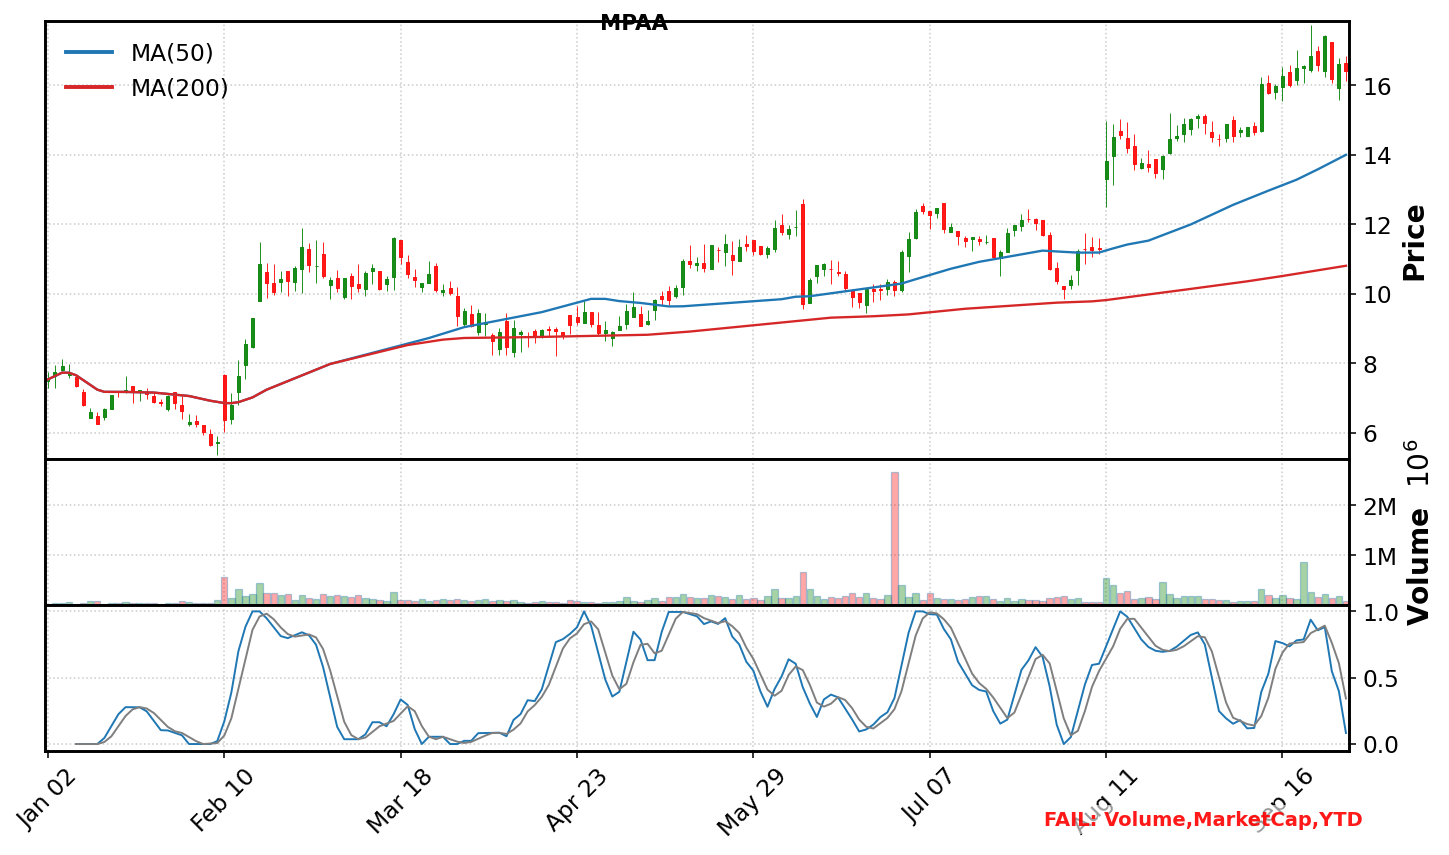 MPAA
MA(50)
MA(200)
16
14
12
10
8
6
Price
2M
1M
Volume 10^6
1.0
0.5
0.0
Jan 02
Feb 10
Mar 18
Apr 23
May 29
Jul 07
Aug 11
Sep 16
FAIL: Volume,MarketCap,YTD